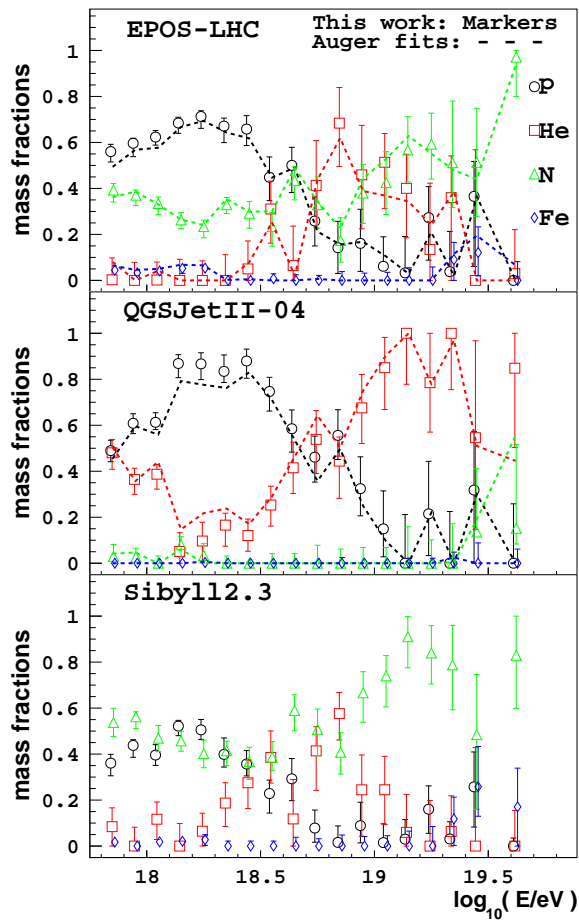 EPOS-LHC
This work: Markers
Auger fits: - - -
mass fractions
1
0.8
0.6
0.4
0.2
0
p
He
N
Fe
QGSJetII-04
mass fractions
1
0.8
0.6
0.4
0.2
0
Sibyll2.3
mass fractions
1
0.8
0.6
0.4
0.2
0
18 18.5 19 19.5
log10( E/eV)